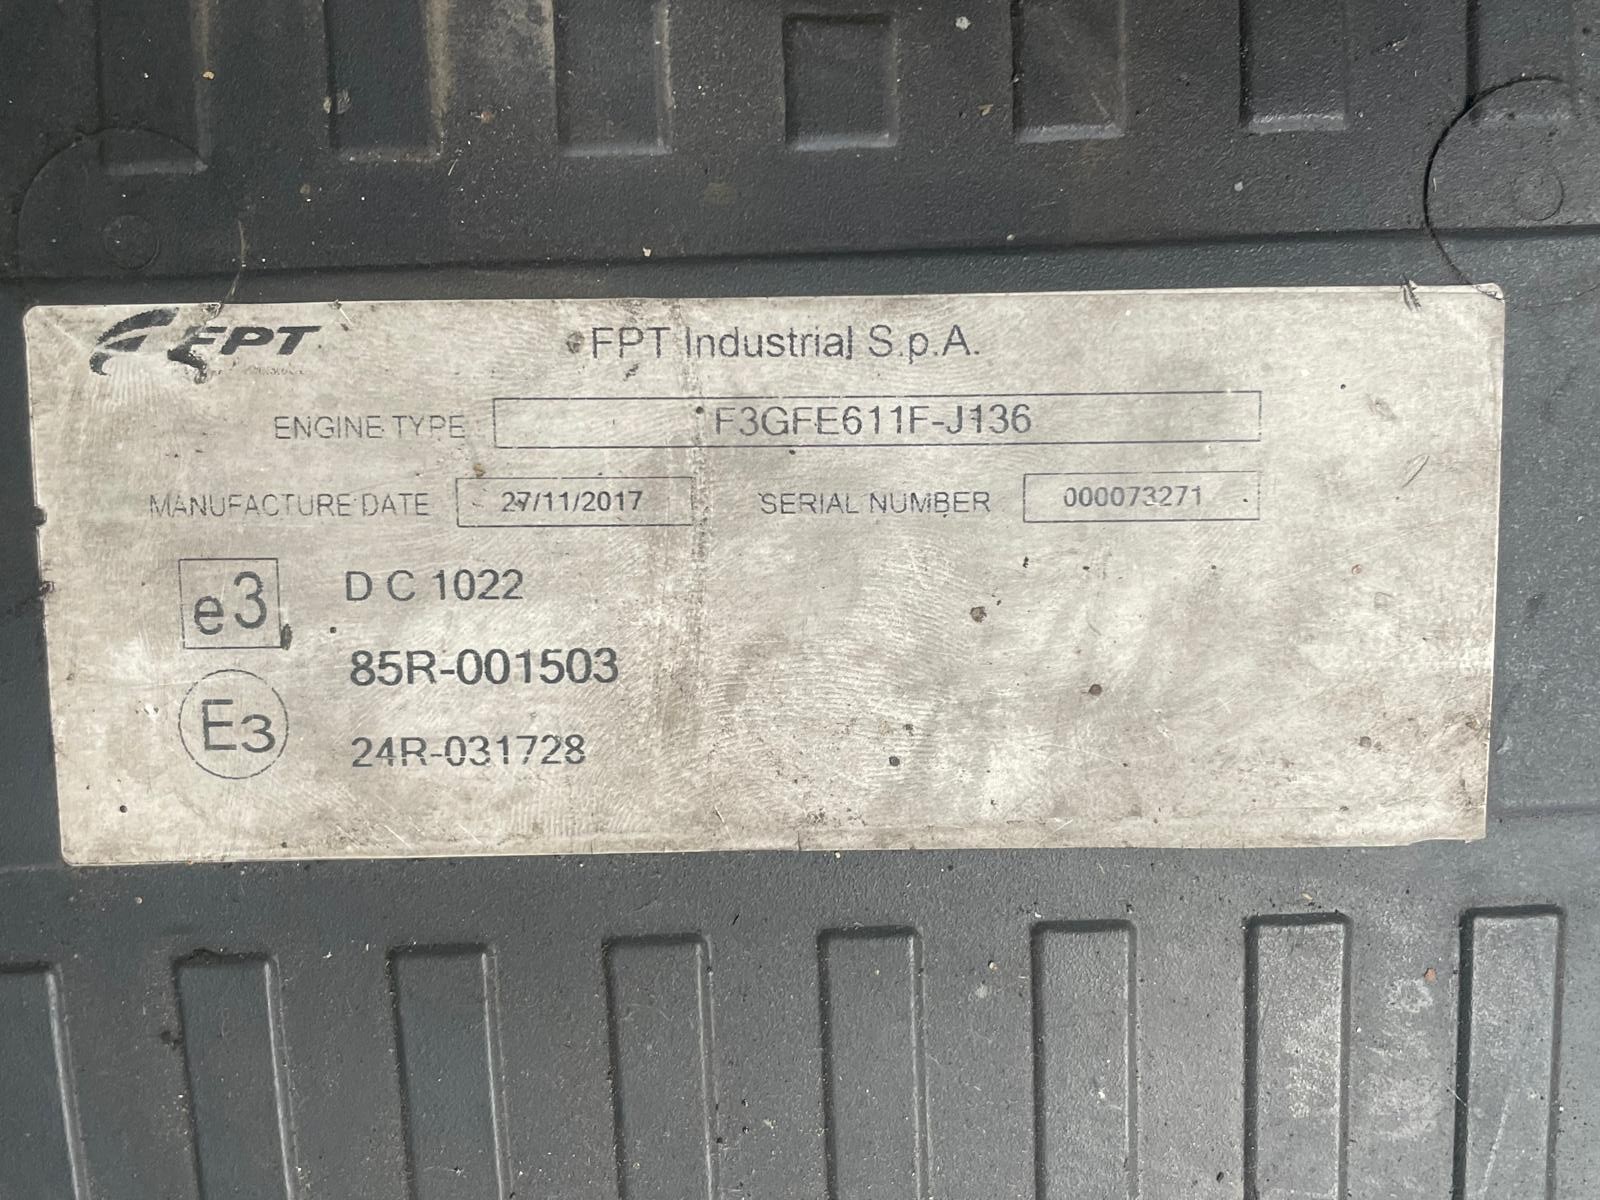 FPT
FPT Industrial S.p.A.
ENGINE TYPE F3GFE611F-J136
MANUFACTURE DATE 27/11/2017 SERIAL NUMBER 000073271
e3 D C 1022
85R-001503
E3
24R-031728